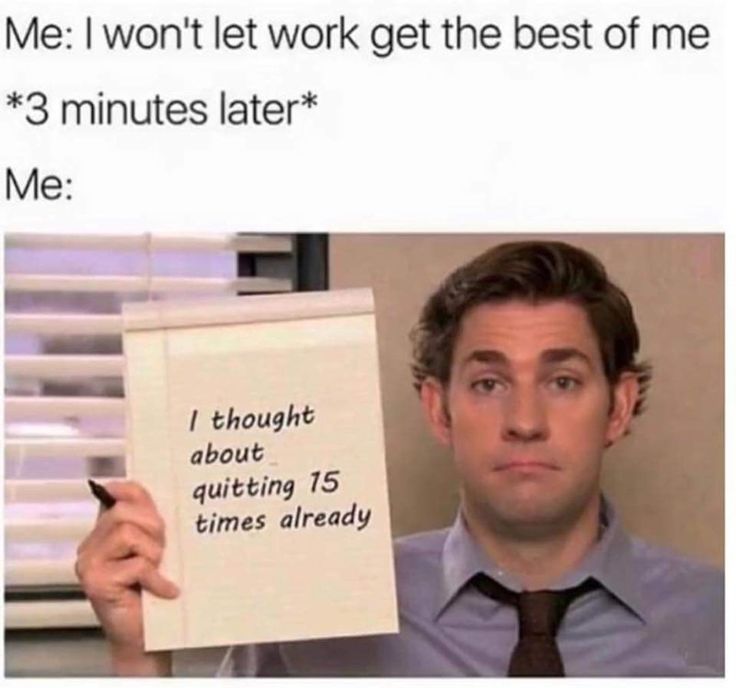 Me: I won't let work get the best of me
*3 minutes later*
Me:
I thought
about
quitting 15
times already